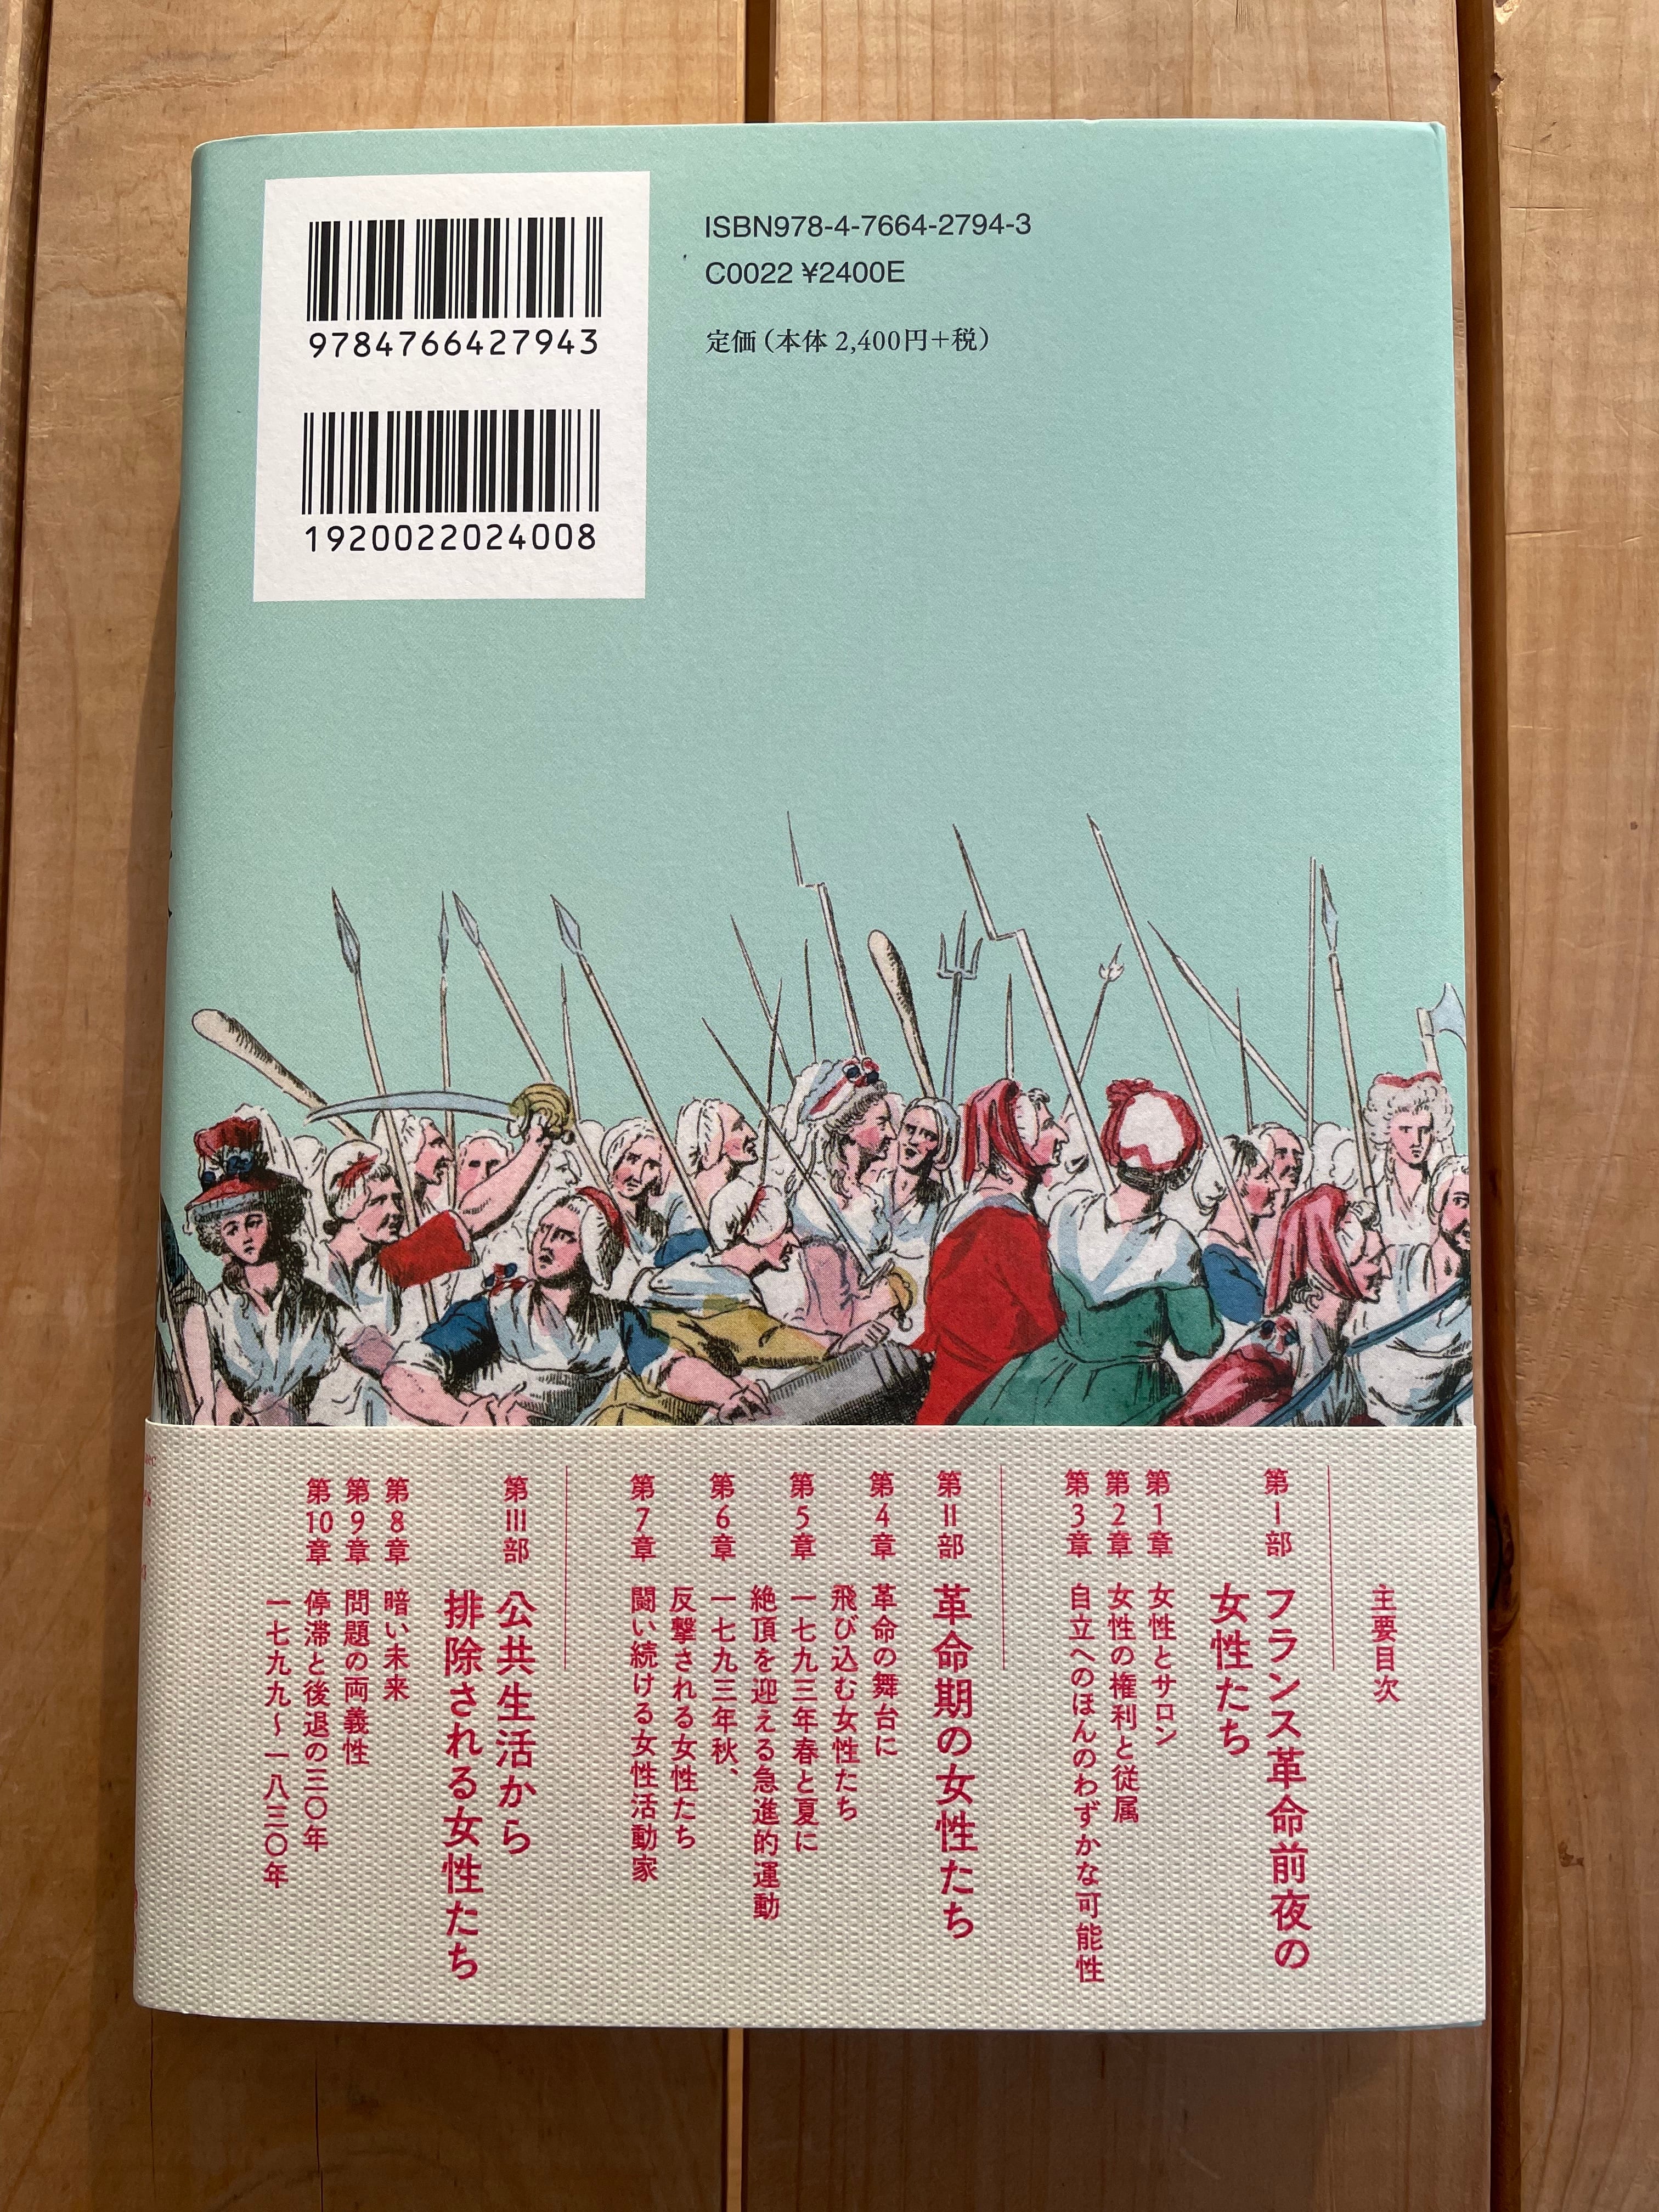 9784766427943
1920022024008
ISBN978-4-7664-2794-3
C0022 ¥2400E
定価（本体 2,400円＋税）
主要目次
第Ⅰ部 フランス革命前夜の
女性たち
第1章 女性とサロン
第2章 女性の権利と従属
第3章 自立へのほんのわずかな可能性
第Ⅱ部 革命期の女性たち
第4章 革命の舞台に
飛び込む女性たち
第5章 一七九三年春と夏に
絶頂を迎える急進的運動
第6章 一七九三年秋、
反撃される女性たち
第7章 闘い続ける女性活動家
第Ⅲ部 公共生活から
排除される女性たち
第8章 暗い未来
第9章 問題の両義性
第10章 停滞と後退の三〇年
一七九九〜一八三〇年